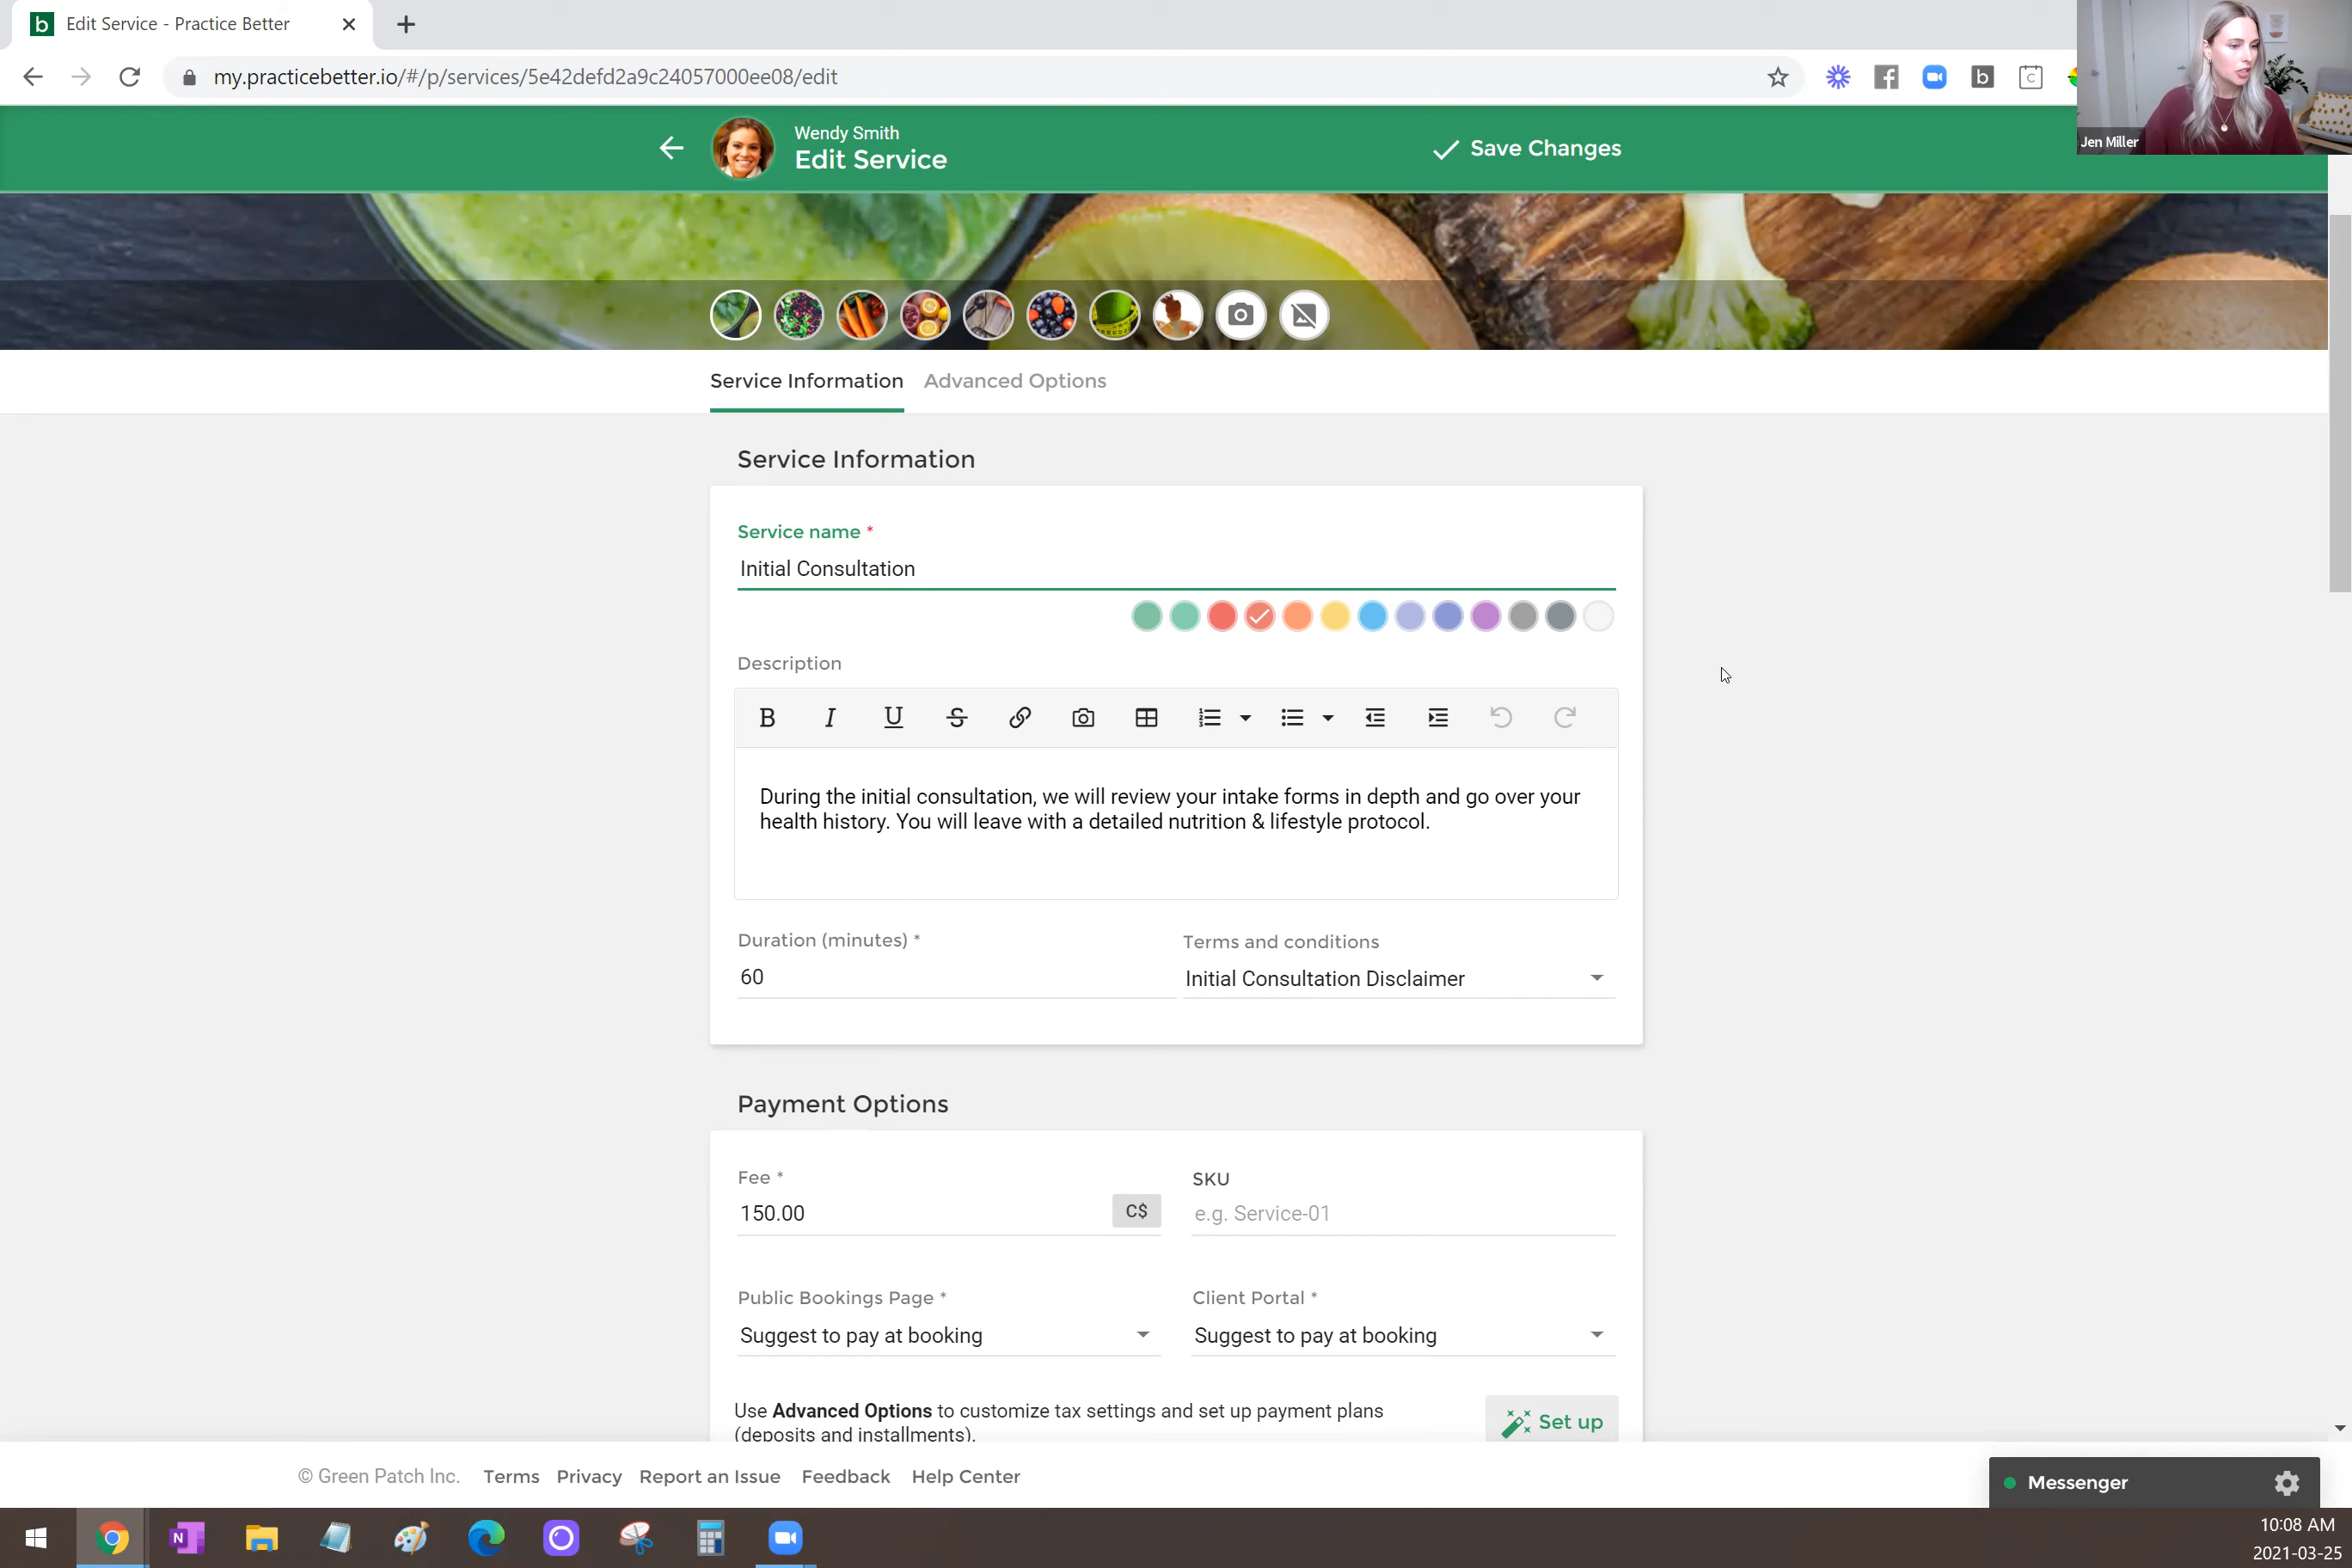 b Edit Service - Practice Better
my.practicebetter.io/#/p/services/5e42defd2a9c24057000ee08/edit
b
C
Jen Miller
Wendy Smith
Edit Service
Save Changes
Service Information Advanced Options
Service Information
Service name *
Initial Consultation
Description
B I U S
During the initial consultation, we will review your intake forms in depth and go over your
health history. You will leave with a detailed nutrition & lifestyle protocol.
Duration (minutes) * Terms and conditions
60 Initial Consultation Disclaimer
Payment Options
Fee * SKU
150.00 C$ e.g. Service-01
Public Bookings Page * Client Portal *
Suggest to pay at booking Suggest to pay at booking
Use Advanced Options to customize tax settings and set up payment plans
(deposits and installments).
Set up
© Green Patch Inc. Terms Privacy Report an Issue Feedback Help Center
Messenger
N
10:08 AM
2021-03-25